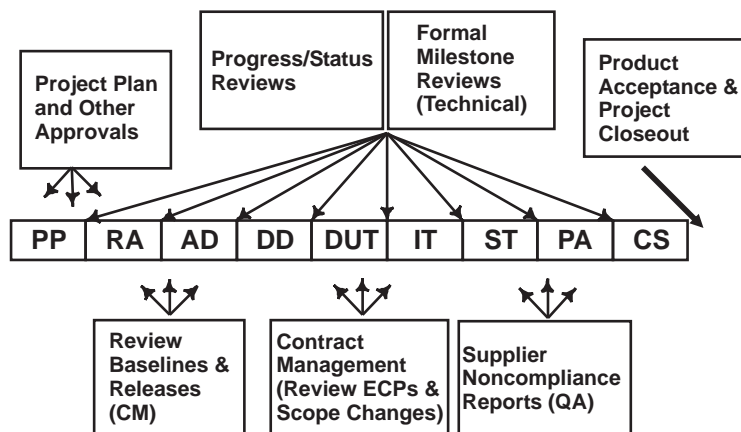 Project Plan
and Other
Approvals
Progress/Status
Reviews
Formal
Milestone
Reviews
(Technical)
Product
Acceptance &
Project
Closeout
PP RA AD DD DUT IT ST PA CS
Review
Baselines &
Releases
(CM)
Contract
Management
(Review ECPs &
Scope Changes)
Supplier
Noncompliance
Reports (QA)